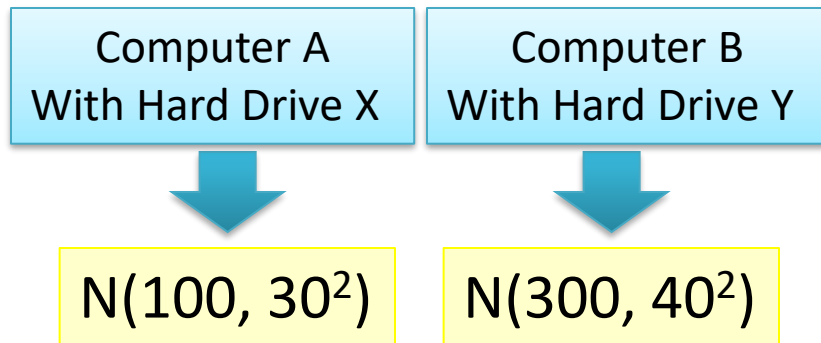 Computer A
With Hard Drive X
Computer B
With Hard Drive Y
N(100, 30²)
N(300, 40²)